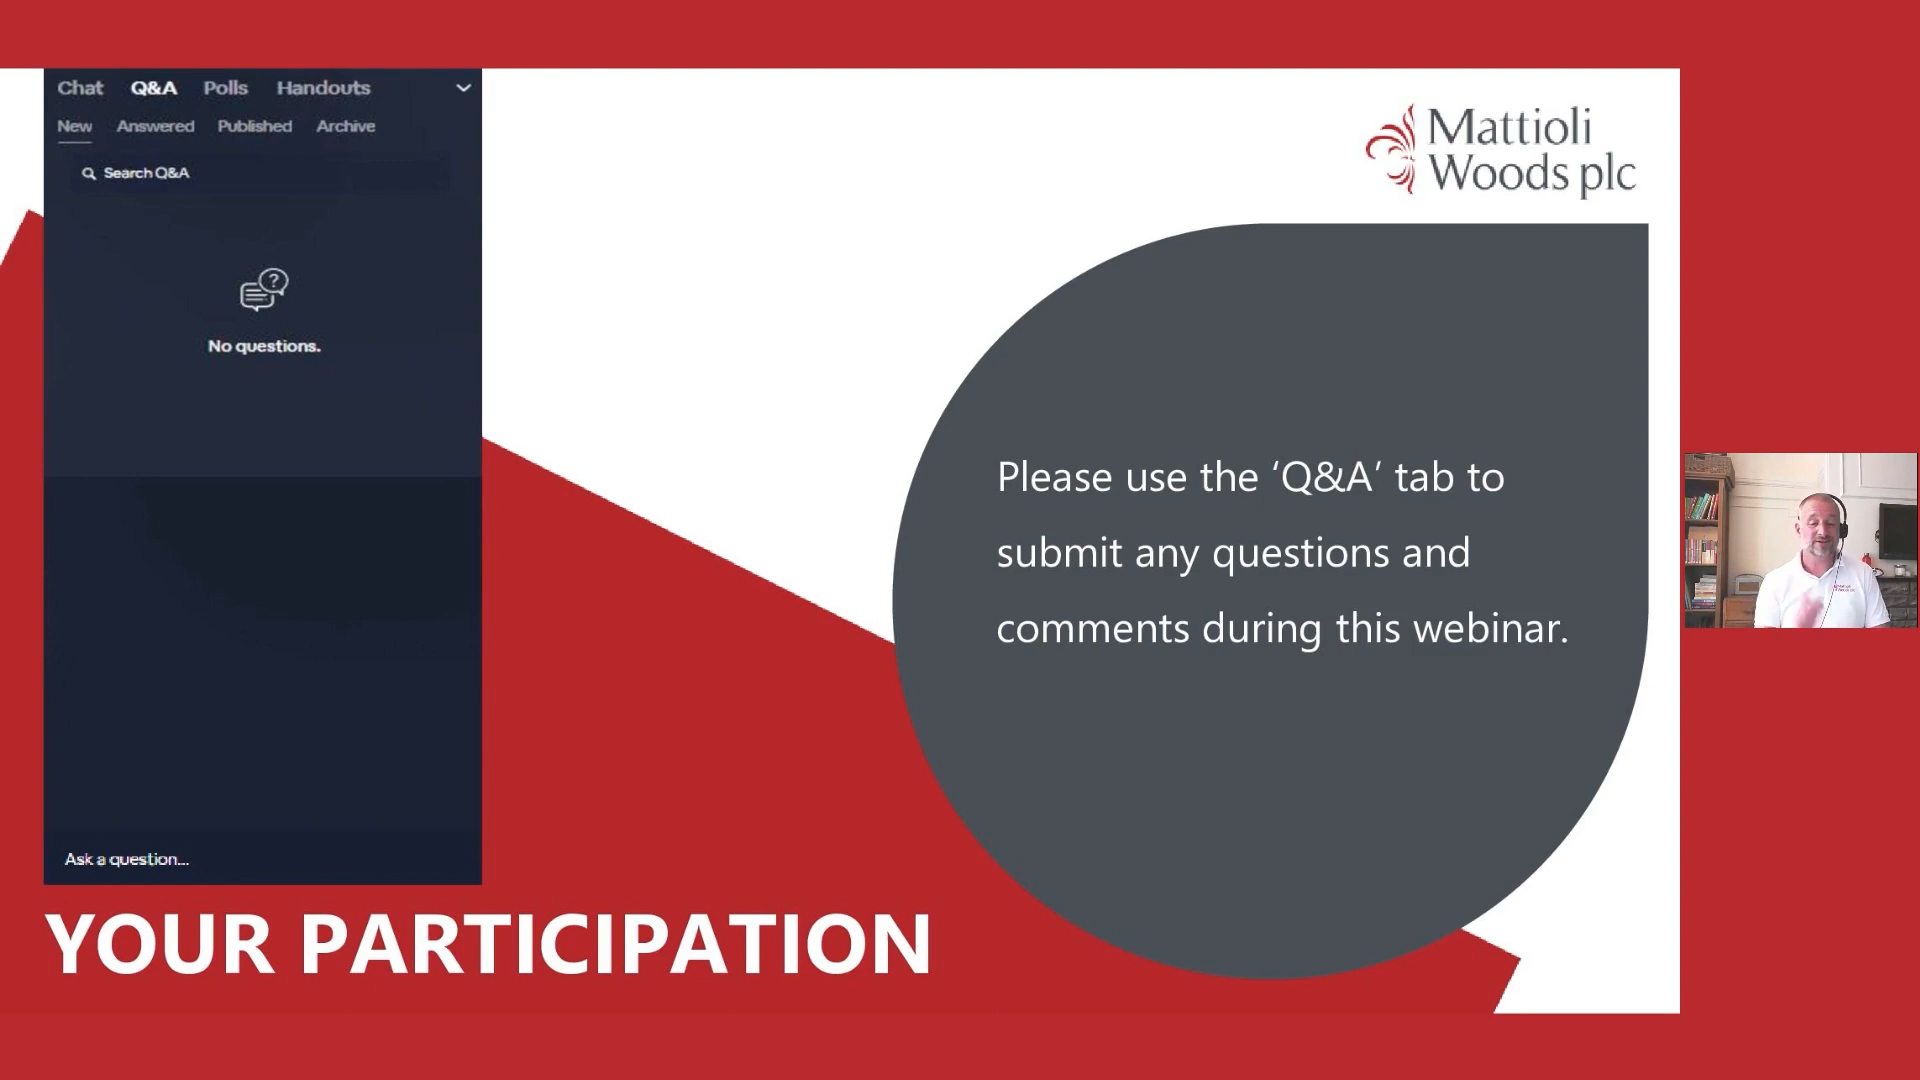 Chat Q&A Polls Handouts
New Answered Published Archive
Search Q&A
?
No questions.
Ask a question...
YOUR PARTICIPATION
Mattioli
Woods plc
Please use the ‘Q&A’ tab to
submit any questions and
comments during this webinar.